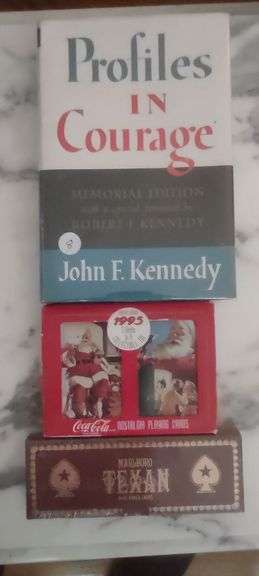 Profiles
IN
Courage
MEMORIAL EDITION
with a special foreword by
ROBERT F. KENNEDY
John F. Kennedy
1995
Coca-Cola NOSTALGIA PLAYING CARDS
MARLBORO
TEXAN